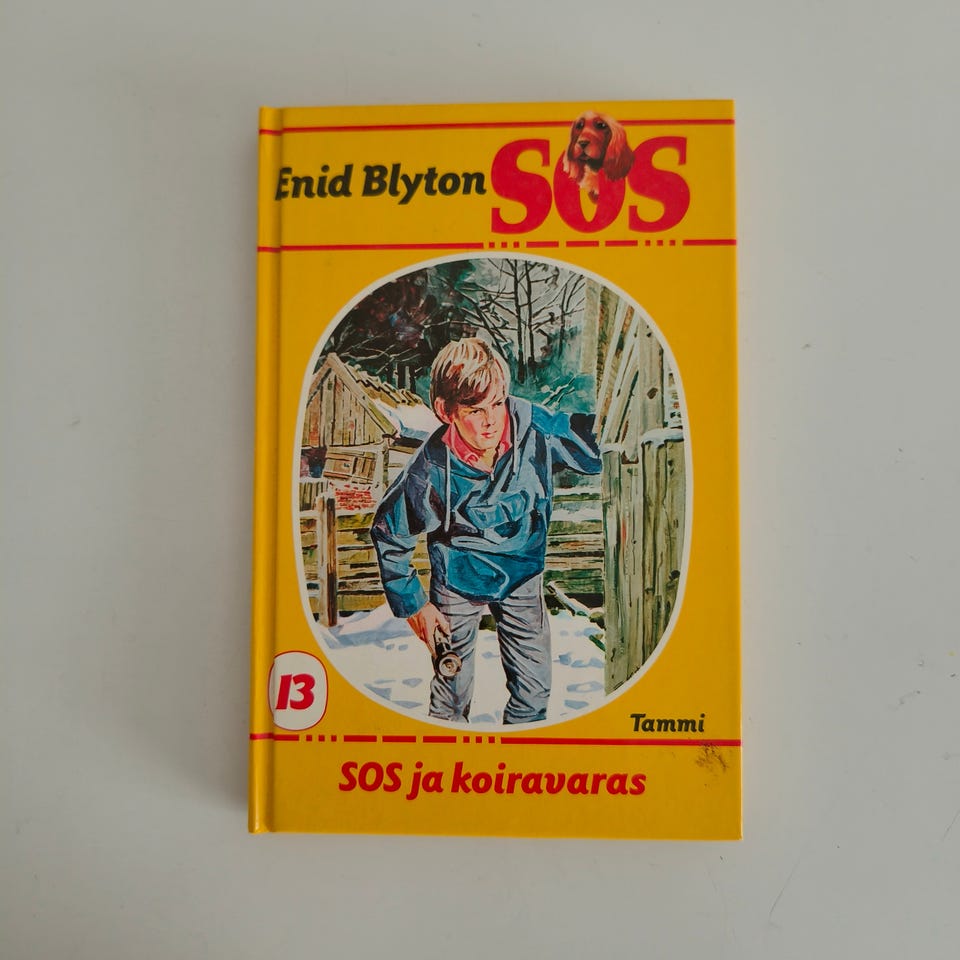 Enid Blyton SOS
13
Tammi
SOS ja koiravaras